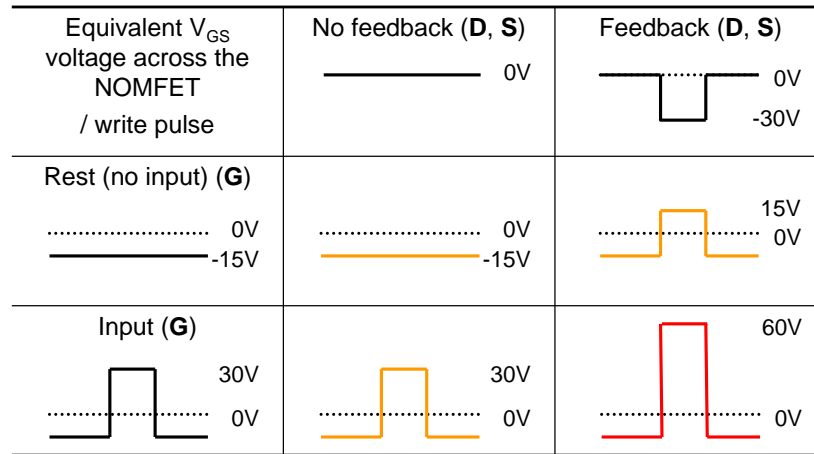 Equivalent VGS
voltage across the
NOMFET
/ write pulse
No feedback (D, S)
0V
Feedback (D, S)
0V
-30V
Rest (no input) (G)
0V
-15V
0V
-15V
15V
0V
Input (G)
30V
0V
30V
0V
60V
0V